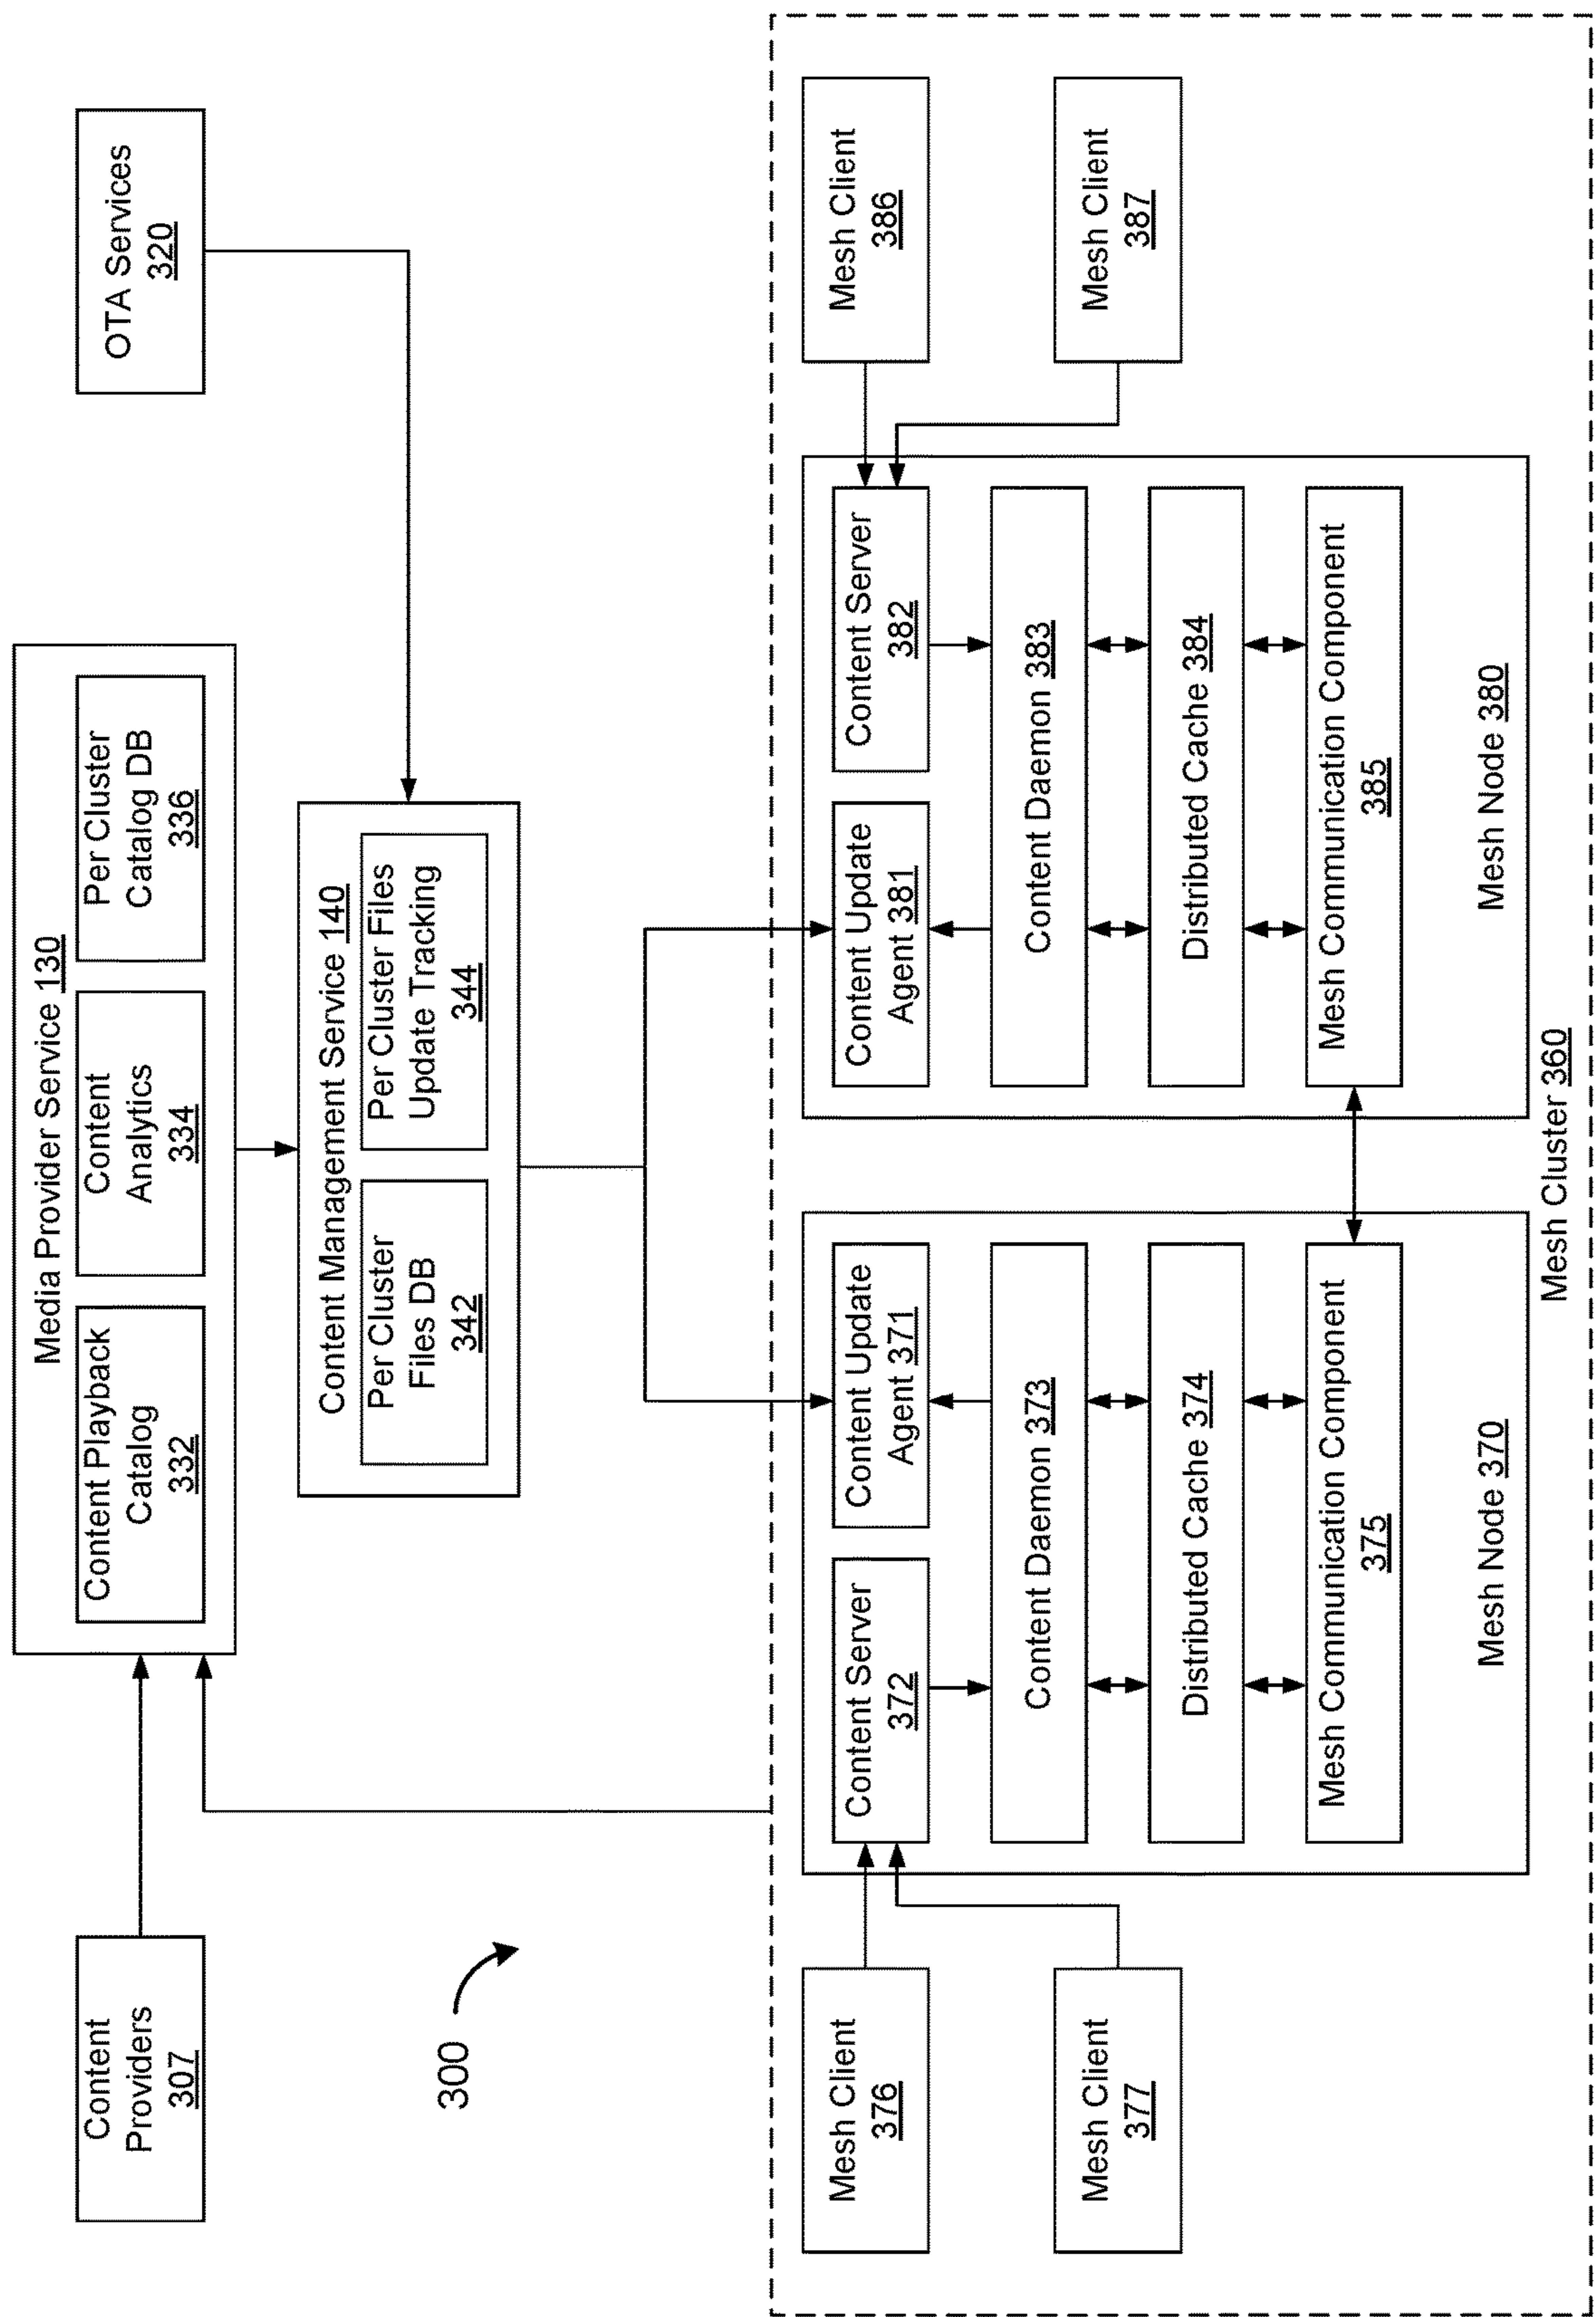 Media Provider Service 130
Content Playback
Catalog
332
Content
Analytics
334
Per Cluster
Catalog DB
336
Content
Providers
307
OTA Services
320
Content Management Service 140
Per Cluster
Files DB
342
Per Cluster Files
Update Tracking
344
300
Mesh Client
376
Mesh Client
377
Content Server
372
Content Update
Agent 371
Content Daemon 373
Distributed Cache 374
Mesh Communication Component
375
Mesh Node 370
Content Update
Agent 381
Content Server
382
Content Daemon 383
Distributed Cache 384
Mesh Communication Component
385
Mesh Node 380
Mesh Client
386
Mesh Client
387
Mesh Cluster 360